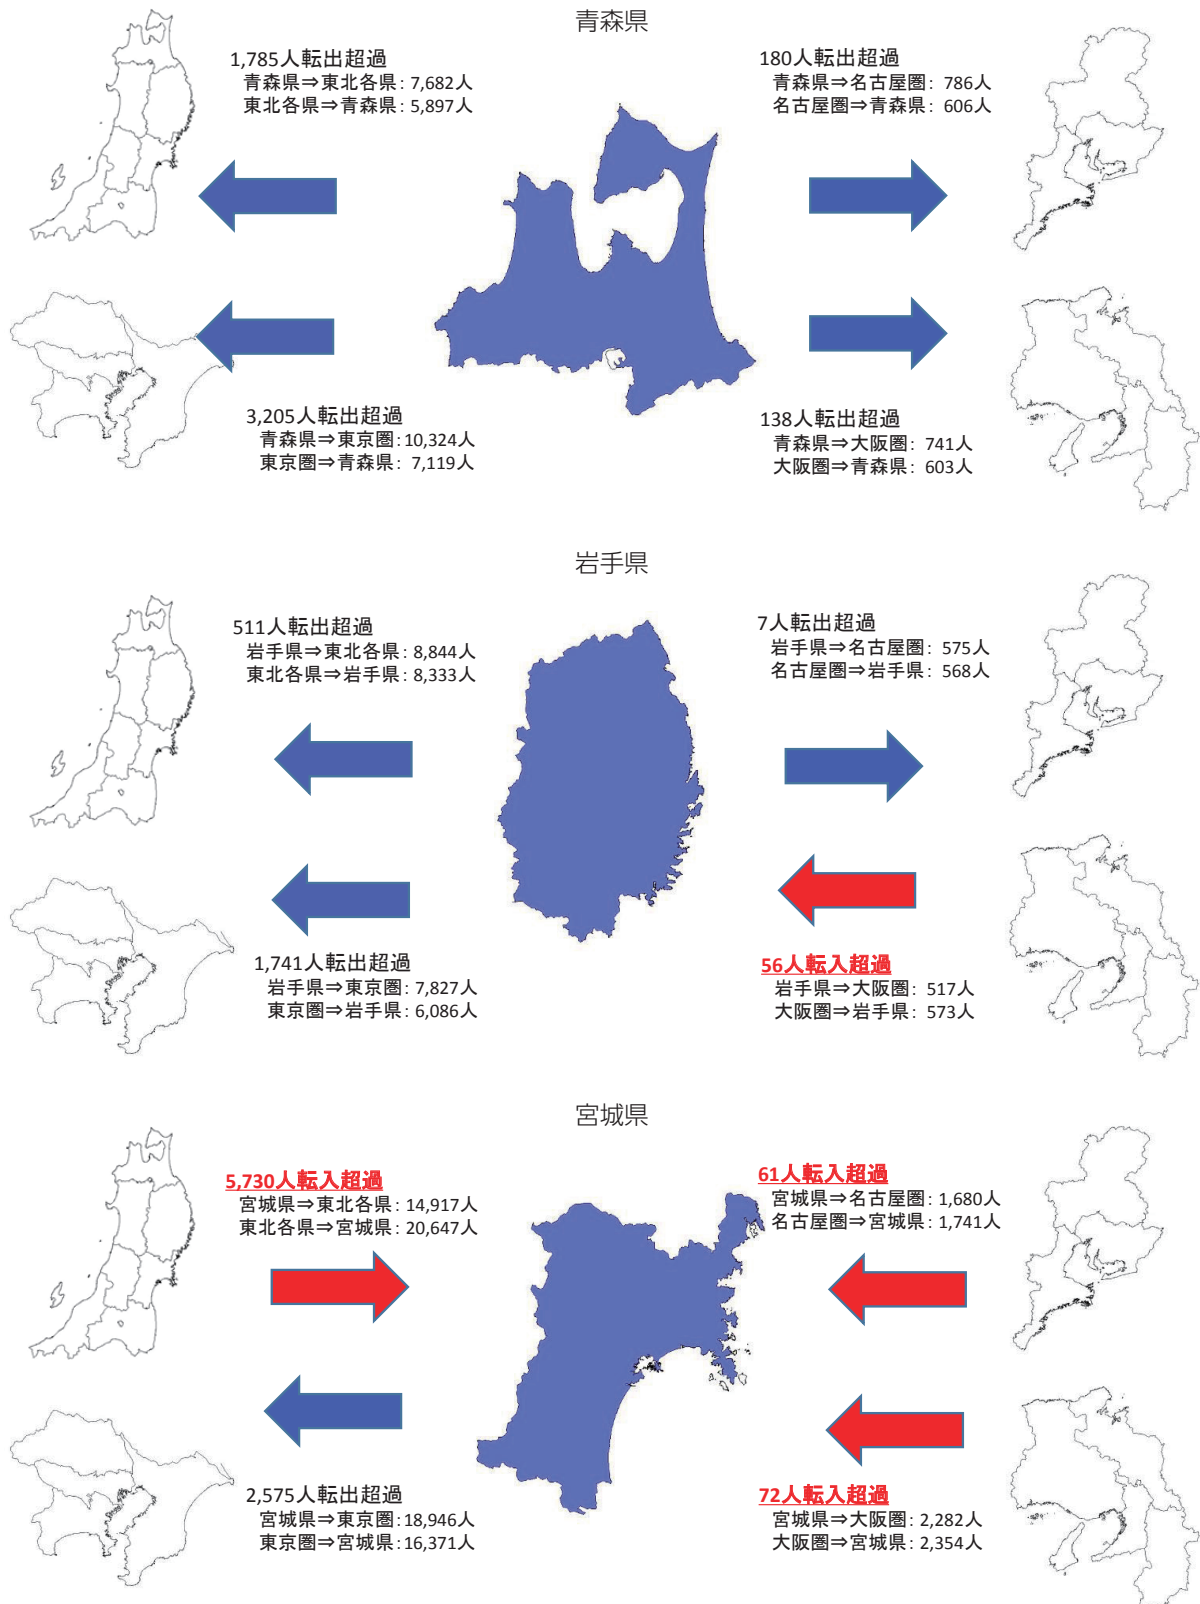 青森県
1,785人転出超過
青森県⇒東北各県: 7,682人
東北各県⇒青森県: 5,897人
180人転出超過
青森県⇒名古屋圏: 786人
名古屋圏⇒青森県: 606人
3,205人転出超過
青森県⇒東京圏: 10,324人
東京圏⇒青森県: 7,119人
138人転出超過
青森県⇒大阪圏: 741人
大阪圏⇒青森県: 603人
岩手県
511人転出超過
岩手県⇒東北各県: 8,844人
東北各県⇒岩手県: 8,333人
7人転出超過
岩手県⇒名古屋圏: 575人
名古屋圏⇒岩手県: 568人
1,741人転出超過
岩手県⇒東京圏: 7,827人
東京圏⇒岩手県: 6,086人
56人転入超過
岩手県⇒大阪圏: 517人
大阪圏⇒岩手県: 573人
宮城県
5,730人転入超過
宮城県⇒東北各県: 14,917人
東北各県⇒宮城県: 20,647人
61人転入超過
宮城県⇒名古屋圏: 1,680人
名古屋圏⇒宮城県: 1,741人
2,575人転出超過
宮城県⇒東京圏: 18,946人
東京圏⇒宮城県: 16,371人
72人転入超過
宮城県⇒大阪圏: 2,282人
大阪圏⇒宮城県: 2,354人